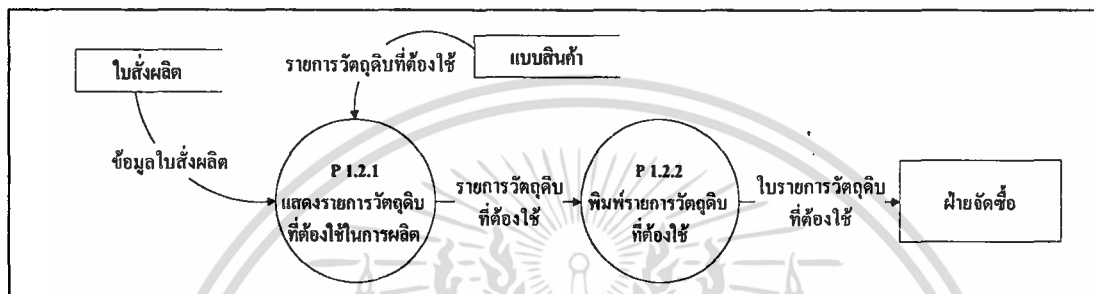 ใบสั่งผลิต
รายการวัตถุดิบที่ต้องใช้
แบบสินค้า
ข้อมูลใบสั่งผลิต
P 1.2.1
แสดงรายการวัตถุดิบ
ที่ต้องใช้ในการผลิต
รายการวัตถุดิบ
ที่ต้องใช้
P 1.2.2
พิมพ์รายการวัตถุดิบ
ที่ต้องใช้
ใบรายการวัตถุดิบ
ที่ต้องใช้
ฝ่ายจัดซื้อ